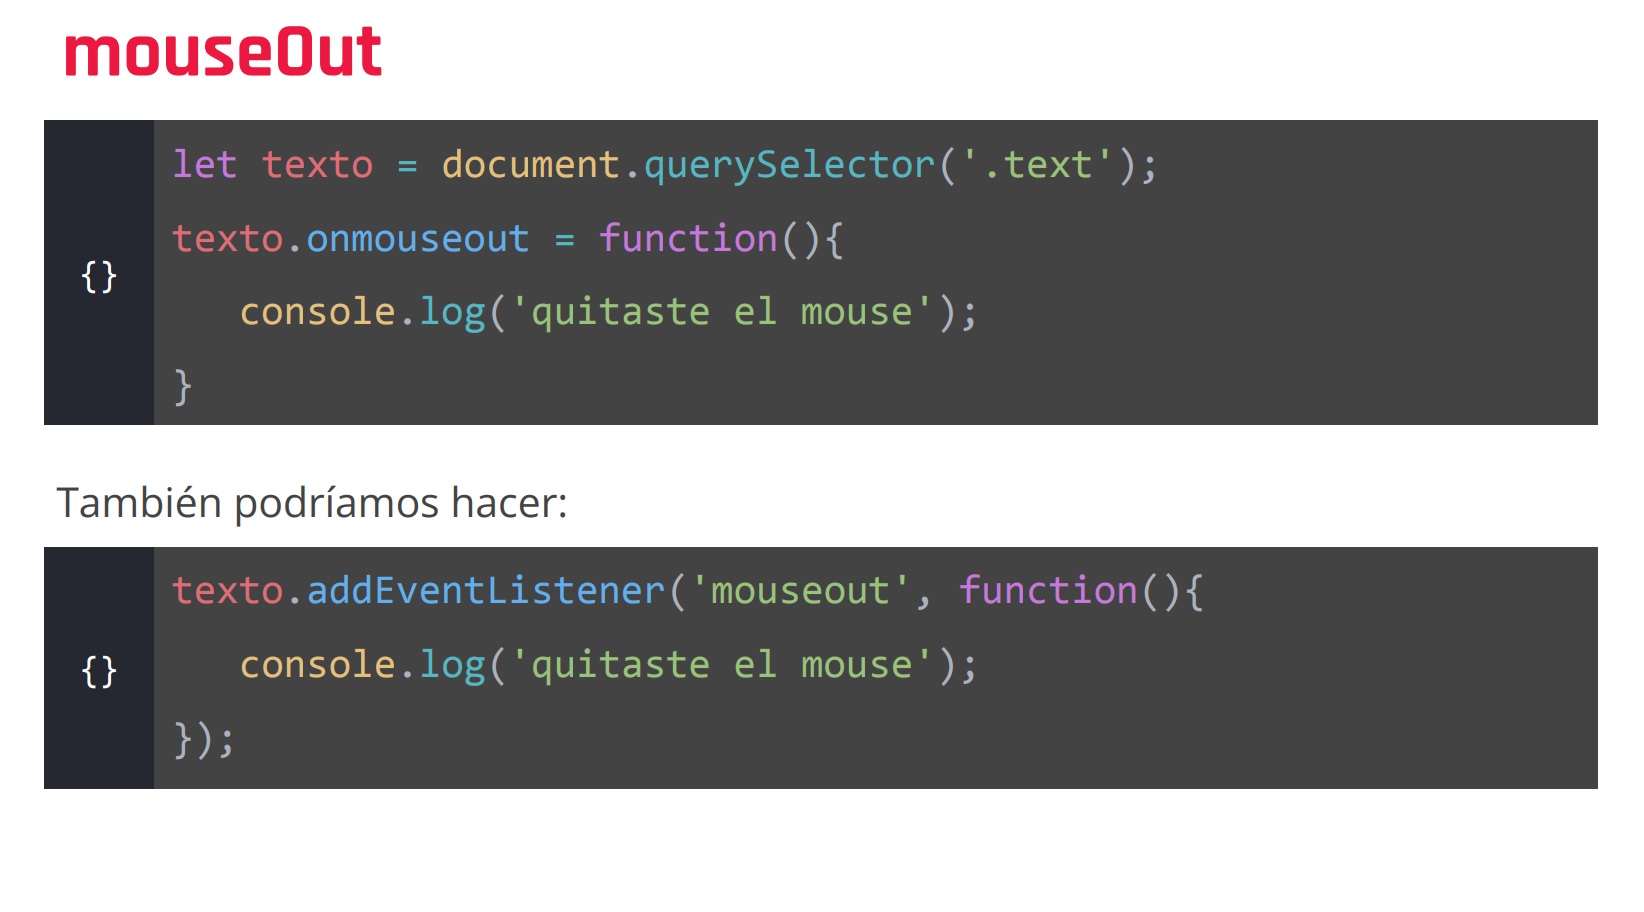 mouseOut
let texto = document.querySelector('.text');
texto.onmouseout = function(){
{}
console.log('quitaste el mouse');
}
También podríamos hacer:
texto.addEventListener('mouseout', function(){
{}
console.log('quitaste el mouse');
});